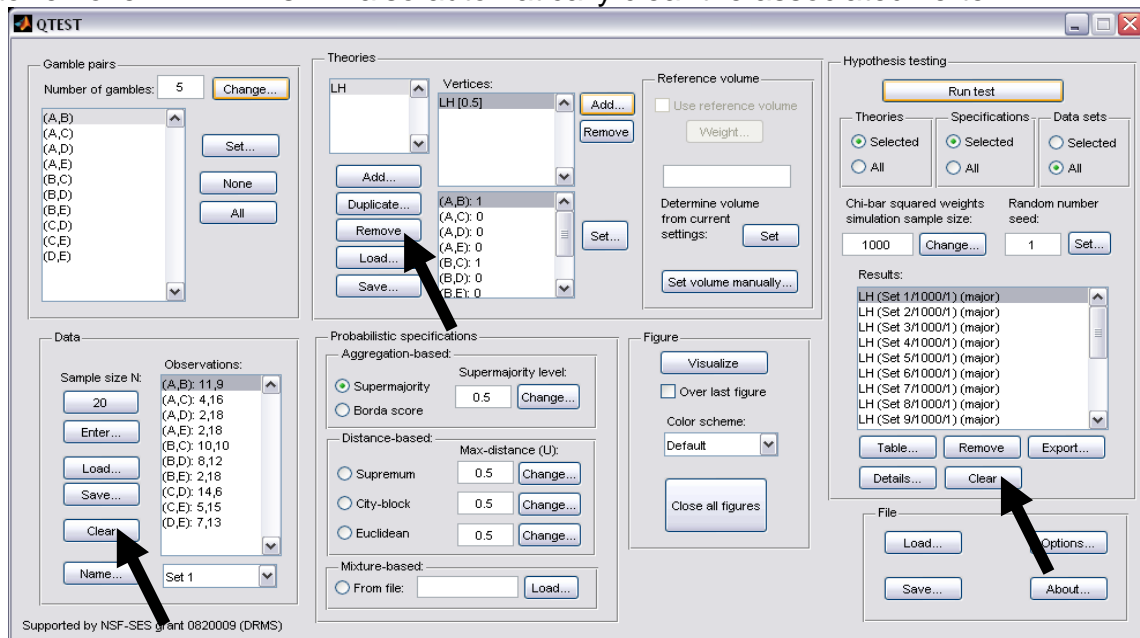 QTEST
Gamble pairs
Number of gambles: 5 Change...
(A,B)
(A,C)
(A,D)
(A,E)
(B,C)
(B,D)
(B,E)
(C,D)
(C,E)
(D,E)
Set...
None
All
Theories
LH
Add...
Duplicate...
Remove
Load...
Save...
Vertices:
LH [0.5]
Add...
Remove
(A,B): 1
(A,C): 0
(A,D): 0
(A,E): 0
(B,C): 1
(B,D): 0
(B,E): 0
Set...
Reference volume
Use reference volume
Weight...
Determine volume
from current
settings: Set
Set volume manually...
Hypothesis testing
Run test
Theories
Selected
All
Specifications
Selected
All
Data sets
Selected
All
Chi-bar squared weights
simulation sample size:
1000 Change...
Random number
seed:
1 Set...
Results:
LH (Set 1/1000/1) (major)
LH (Set 2/1000/1) (major)
LH (Set 3/1000/1) (major)
LH (Set 4/1000/1) (major)
LH (Set 5/1000/1) (major)
LH (Set 6/1000/1) (major)
LH (Set 7/1000/1) (major)
LH (Set 8/1000/1) (major)
LH (Set 9/1000/1) (major)
Table... Remove Export...
Details... Clear
Data
Sample size N:
20
Enter...
Load...
Save...
Clear
Name...
Observations:
(A,B): 11,9
(A,C): 4,16
(A,D): 2,18
(A,E): 2,18
(B,C): 10,10
(B,D): 8,12
(B,E): 2,18
(C,D): 14,6
(C,E): 5,15
(D,E): 7,13
Set 1
Probabilistic specifications
Aggregation-based:
Supermajority
Borda score
Supermajority level:
0.5 Change...
Distance-based:
Max-distance (U):
Supremum 0.5 Change...
City-block 0.5 Change...
Euclidean 0.5 Change...
Mixture-based:
From file: Load...
Figure
Visualize
Over last figure
Color scheme:
Default
Close all figures
File
Load... Options...
Save... About...
Supported by NSF-SES grant 0820009 (DRMS)